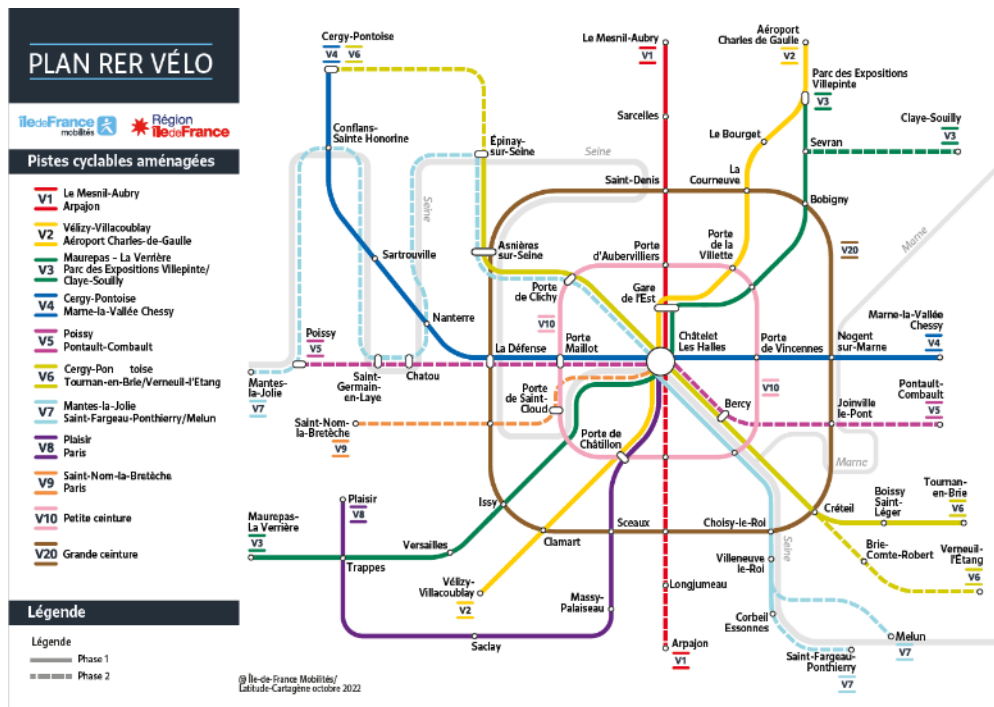 PLAN RER VÉLO
îledeFrance
mobilités
Région
îledeFrance
Pistes cyclables aménagées
V1
Le Mesnil-Aubry
Arpajon
V2
Vélizy-Villacoublay
Aéroport Charles-de-Gaulle
V3
Maurepas – La Verrière
Parc des Expositions Villepinte/
Claye-Souilly
V4
Cergy-Pontoise
Marne-la-Vallée Chessy
V5
Poissy
Pontault-Combault
V6
Cergy-Pon toise
Tournan-en-Brie/Verneuil-l'Etang
V7
Mantes-la-Jolie
Saint-Fargeau-Ponthierry/Melun
V8
Plaisir
Paris
V9
Saint-Nom-la-Bretèche
Paris
V10
Petite ceinture
V20
Grande ceinture
Légende
Légende
Phase 1
Phase 2
@ Île-de-France Mobilités/
Latitude-Cartagène octobre 2022
Cergy-Pontoise
V4
V6
Le Mesnil-Aubry
V1
Aéroport
Charles de Gaulle
V2
Parc des Expositions
Villepinte
V3
Claye-Souilly
V3
Sarcelles
Le Bourget
Sevran
Conflans-
Sainte Honorine
Épinay-
sur-Seine
Seine
Seine
Saint-Denis
La
Courneuve
Bobigny
Marne
V20
Sartrouville
Asnières
sur-Seine
Porte
d'Aubervilliers
Porte
de la
Villette
Porte
de Clichy
Gare
de l'Est
Nanterre
V10
Poissy
V5
La Défense
Porte
Maillot
Châtelet
Les Halles
Porte de
Vincennes
Nogent
sur-Marne
Marne-la-Vallée
Chessy
V4
Mantes-
la-Jolie
V7
Saint-
Germain-
en-Laye
Chatou
Porte
de Saint-
Cloud
V10
Bercy
Joinville
le-Pont
Pontault-
Combault
V5
Saint-Nom-
la-Bretèche
V9
Porte de
Châtillon
Marne
Plaisir
V8
Issy
Créteil
Boissy
Saint-
Léger
Tournan-
en-Brie
V6
Maurepas-
La Verrière
V3
Trappes
Versailles
Clamart
Sceaux
Choisy-le-Roi
Seine
Brie-
Comte-Robert
Verneuil-
l'Étang
V6
Vélizy-
Villacoublay
V2
Massy-
Palaiseau
Longjumeau
Villeneuve
le-Roi
Saclay
Corbeil
Essonnes
Arpajon
V1
Melun
V7
Saint-Fargeau-
Ponthierry
V7